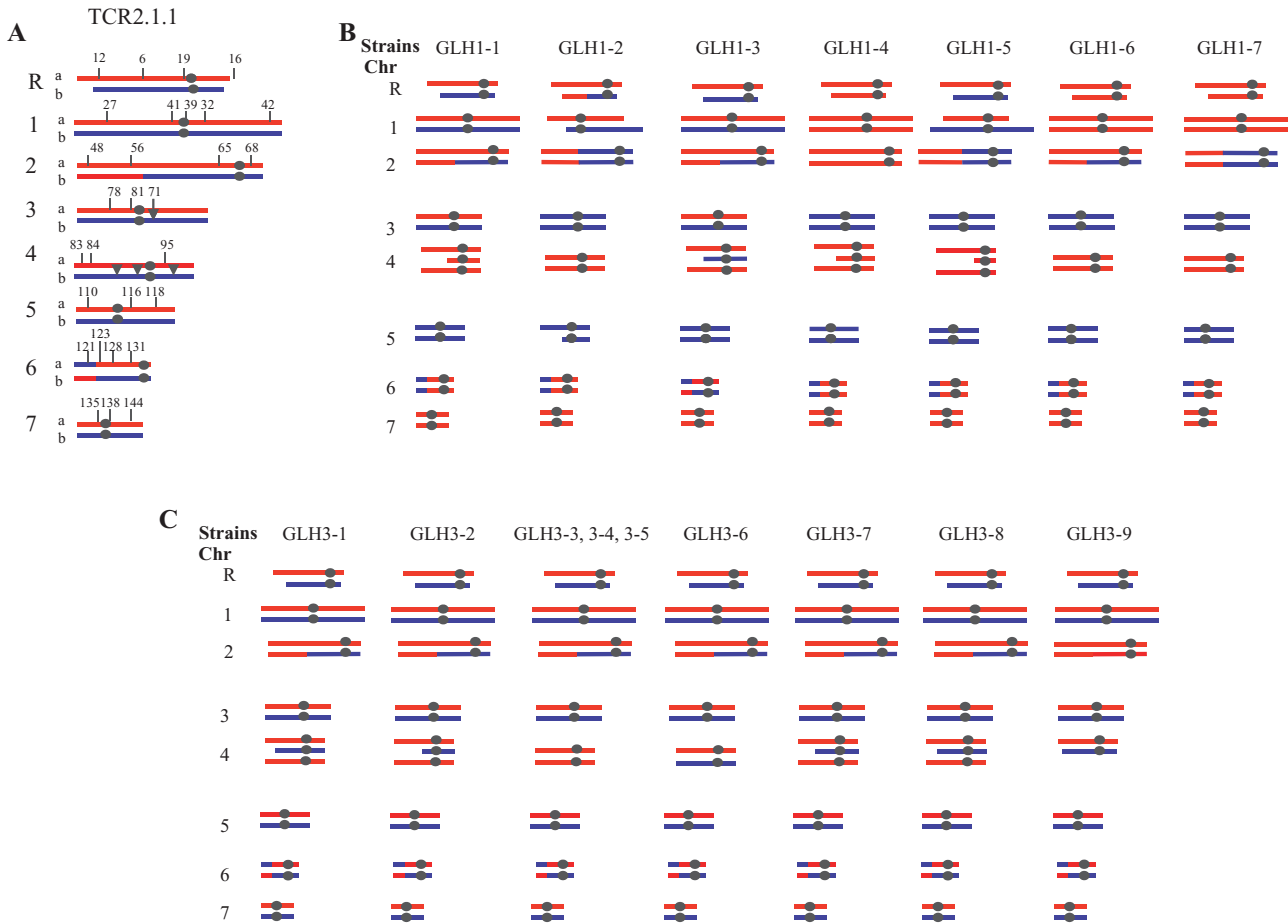 TCR2.1.1
A
12 6 19 16
R a
b
27 41 39 32 42
1 a
b
48 56 65 68
2 a
b
78 81 71
3 a
b
83 84 95
4 a
b
110 116 118
5 a
b
123
121 128 131
6 a
b
135 138 144
7 a
b
B
Strains GLH1-1 GLH1-2 GLH1-3 GLH1-4 GLH1-5 GLH1-6 GLH1-7
Chr
R
1
2
3
4
5
6
7
C
Strains GLH3-1 GLH3-2 GLH3-3, 3-4, 3-5 GLH3-6 GLH3-7 GLH3-8 GLH3-9
Chr
R
1
2
3
4
5
6
7